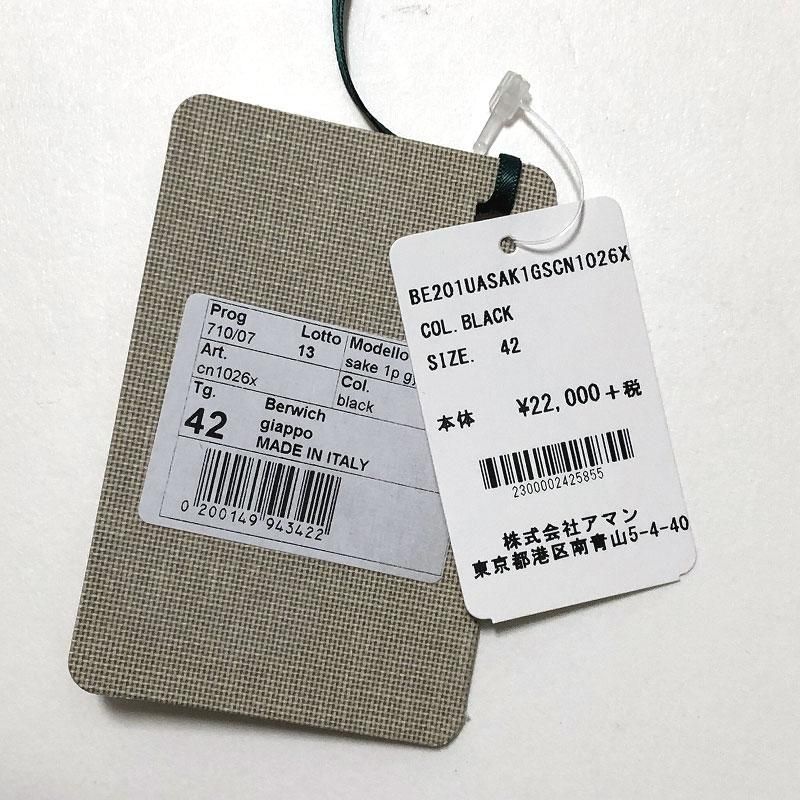 Prog
710/07
Lotto
13
Modello
sake 1p
Art.
cn1026x
Col.
black
Tg.
42
Berwich
giappo
MADE IN ITALY
0 200149 943422
BE201UASAK1GSCN1026X
COL.BLACK
SIZE. 42
本体 ¥22,000+税
2300002425855
株式会社アマン
東京都港区南青山5-4-40